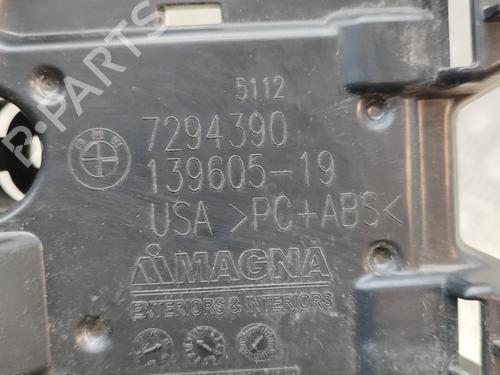 B-PARTS
5112
7294390
139605-19
USA >PC+ABS<
MAGNA
EXTERIORS & INTERIORS